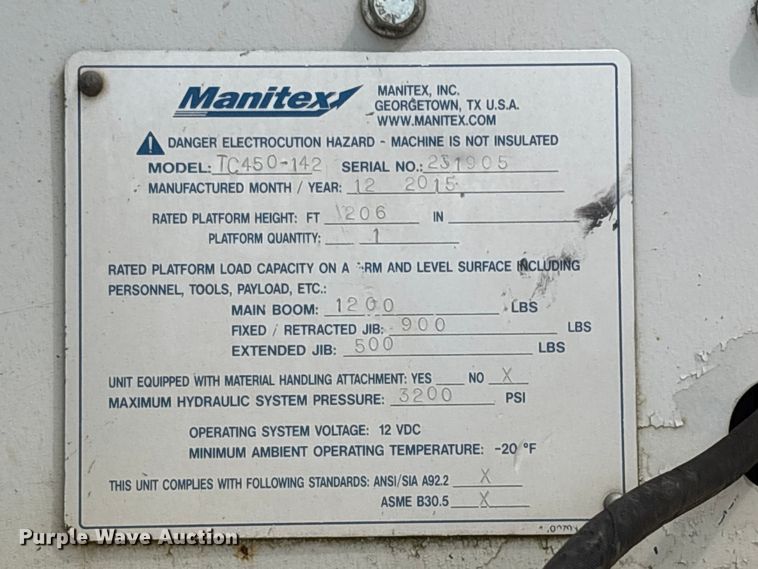 Manitex
MANITEX, INC.
GEORGETOWN, TX U.S.A.
WWW.MANITEX.COM
DANGER ELECTROCUTION HAZARD - MACHINE IS NOT INSULATED
MODEL: TC450-142 SERIAL NO.: 231905
MANUFACTURED MONTH / YEAR: 12 2015
RATED PLATFORM HEIGHT: FT 206 IN
PLATFORM QUANTITY: 1
RATED PLATFORM LOAD CAPACITY ON A RM AND LEVEL SURFACE INCLUDING
PERSONNEL, TOOLS, PAYLOAD, ETC.:
MAIN BOOM: 1200 LBS
FIXED / RETRACTED JIB: 900 LBS
EXTENDED JIB: 500 LBS
UNIT EQUIPPED WITH MATERIAL HANDLING ATTACHMENT: YES NO X
MAXIMUM HYDRAULIC SYSTEM PRESSURE: 3200 PSI
OPERATING SYSTEM VOLTAGE: 12 VDC
MINIMUM AMBIENT OPERATING TEMPERATURE: -20 °F
THIS UNIT COMPLIES WITH FOLLOWING STANDARDS: ANSI/SIA A92.2 X
ASME B30.5 X
Purple Wave Auction